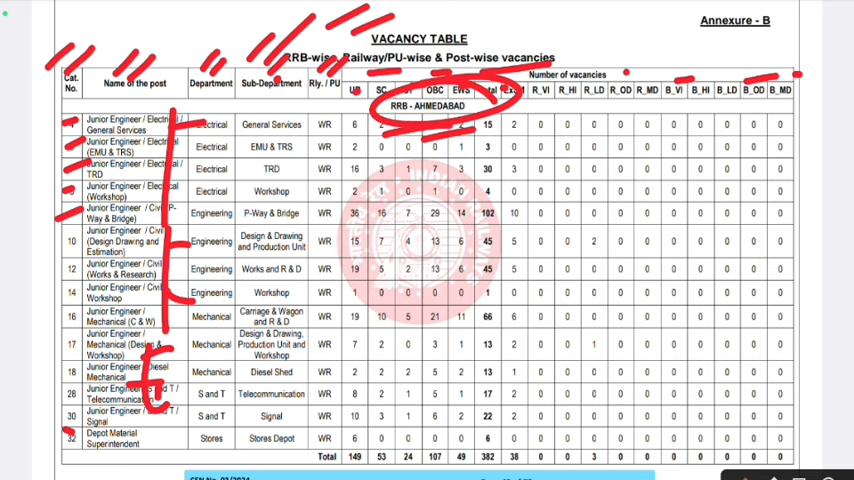 Annexure - B
VACANCY TABLE
RRB-wise, Railway/PU-wise & Post-wise vacancies
Cat. No. Name of the post Department Sub-Department Rly. / PU Number of vacancies
UR SC OBC EWS R_VI R_HI R_LD R_OD R_MD B_VI B_HI B_LD B_OD B_MD
RRB - AHMEDABAD
Junior Engineer / Electrical / General Services Electrical General Services WR 6 2 15 2 0 0 0 0 0 0 0 0 0 0
Junior Engineer / Electrical (EMU & TRS) Electrical EMU & TRS WR 2 0 0 0 1 3 0 0 0 0 0 0 0 0 0 0 0
Junior Engineer / Electrical / TRD Electrical TRD WR 16 3 1 7 3 30 3 0 0 0 0 0 0 0 0 0 0
Junior Engineer / Electrical (Workshop) Electrical Workshop WR 2 1 0 1 0 4 0 0 0 0 0 0 0 0 0 0 0
Junior Engineer / Civil P-Way & Bridge) Engineering P-Way & Bridge WR 36 16 7 29 14 102 10 0 0 0 0 0 0 0 0 0 0
10 Junior Engineer / Civil (Design Drawing and Estimation) Engineering Design & Drawing and Production Unit WR 15 7 4 13 6 45 5 0 0 2 0 0 0 0 0 0 0
12 Junior Engineer / Civil (Works & Research) Engineering Works and R & D WR 19 5 2 13 6 45 5 0 0 0 0 0 0 0 0 0 0
14 Junior Engineer / Civil Workshop Engineering Workshop WR 1 0 0 0 0 1 0 0 0 0 0 0 0 0 0 0 0
16 Junior Engineer / Mechanical (C & W) Mechanical Carriage & Wagon and R & D WR 19 10 5 21 11 66 6 0 0 0 0 0 0 0 0 0 0
17 Junior Engineer / Mechanical (Design & Workshop) Mechanical Design & Drawing, Production Unit and Workshop WR 7 2 0 3 1 13 2 0 0 1 0 0 0 0 0 0 0
18 Junior Engineer Diesel Mechanical Mechanical Diesel Shed WR 2 2 2 5 2 13 1 0 0 0 0 0 0 0 0 0 0
28 Junior Engineer S and T / Telecommunication S and T Telecommunication WR 8 2 1 5 1 17 2 0 0 0 0 0 0 0 0 0 0
30 Junior Engineer / S and T / Signal S and T Signal WR 10 3 1 6 2 22 2 0 0 0 0 0 0 0 0 0 0
32 Depot Material Superintendent Stores Stores Depot WR 6 0 0 0 0 6 0 0 0 0 0 0 0 0 0 0 0
Total 149 53 24 107 49 382 38 0 0 3 0 0 0 0 0 0 0